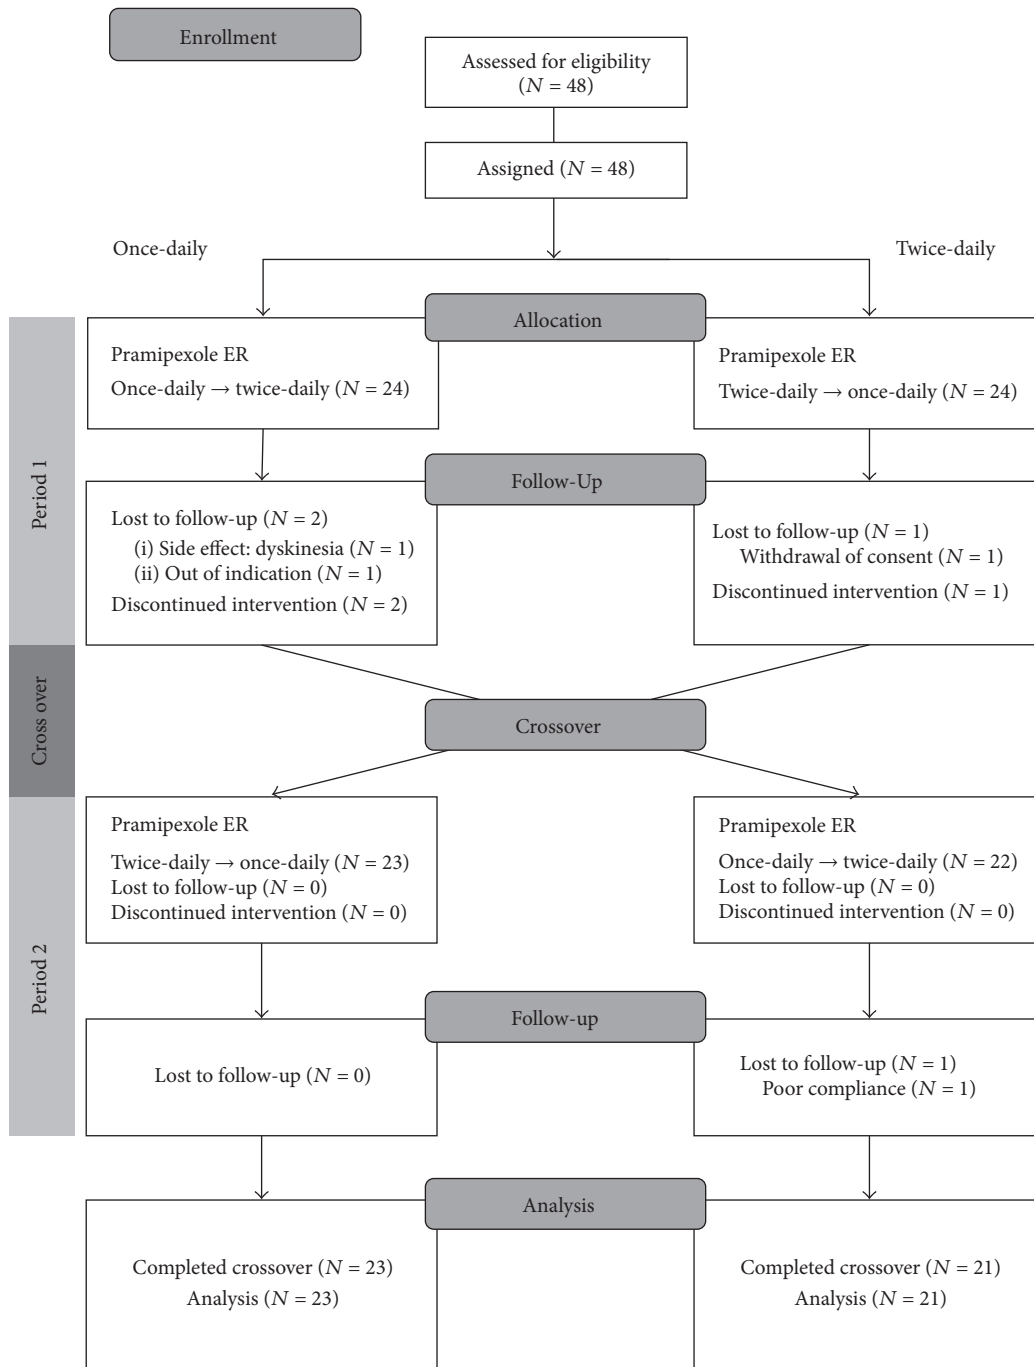 Enrollment
Assessed for eligibility
(N = 48)
Assigned (N = 48)
Once-daily
Twice-daily
Allocation
Period 1
Pramipexole ER
Once-daily → twice-daily (N = 24)
Pramipexole ER
Twice-daily → once-daily (N = 24)
Follow-Up
Lost to follow-up (N = 2)
(i) Side effect: dyskinesia (N = 1)
(ii) Out of indication (N = 1)
Discontinued intervention (N = 2)
Lost to follow-up (N = 1)
Withdrawal of consent (N = 1)
Discontinued intervention (N = 1)
Cross over
Crossover
Period 2
Pramipexole ER
Twice-daily → once-daily (N = 23)
Lost to follow-up (N = 0)
Discontinued intervention (N = 0)
Pramipexole ER
Once-daily → twice-daily (N = 22)
Lost to follow-up (N = 0)
Discontinued intervention (N = 0)
Follow-up
Lost to follow-up (N = 0)
Lost to follow-up (N = 1)
Poor compliance (N = 1)
Analysis
Completed crossover (N = 23)
Analysis (N = 23)
Completed crossover (N = 21)
Analysis (N = 21)